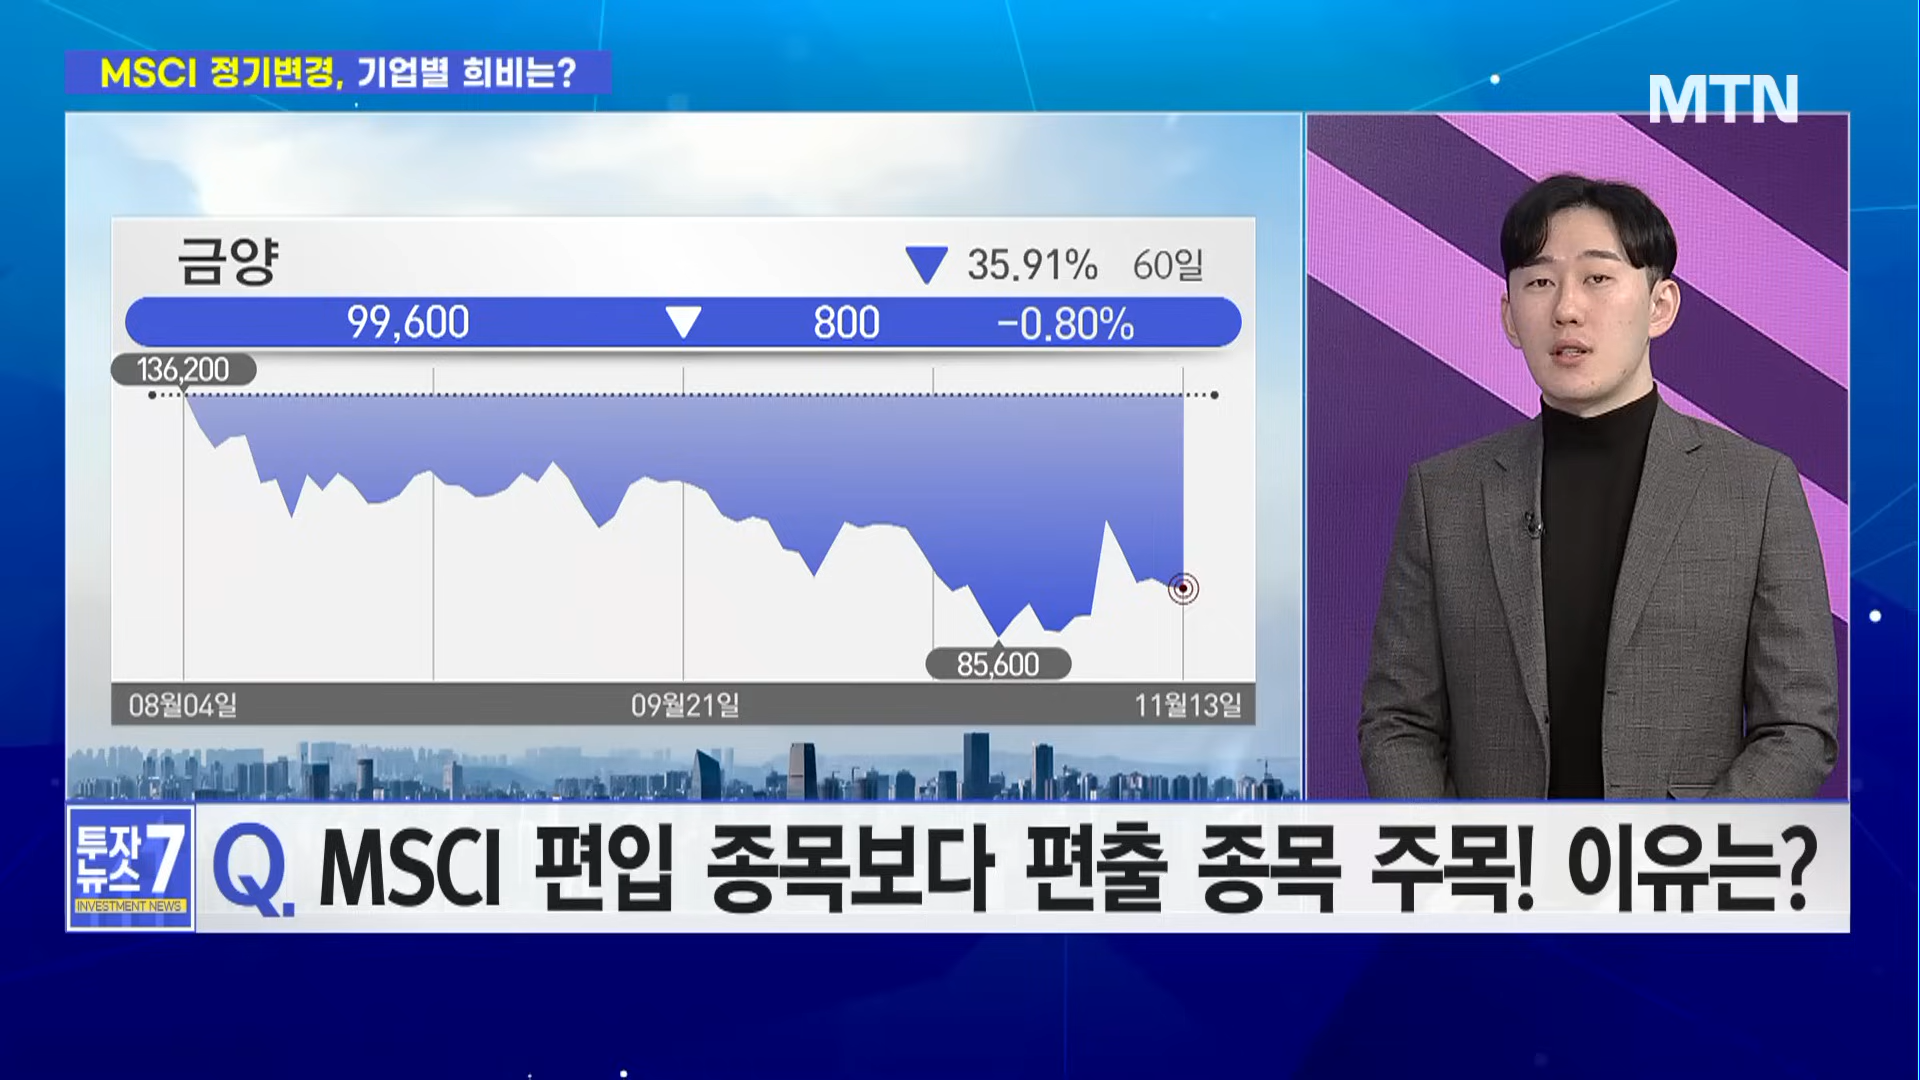 MSCI 정기변경, 기업별 희비는?
MTN
금양
▼ 35.91% 60일
99,600 ▼ 800 -0.80%
136,200
85,600
08월04일 09월21일 11월13일
투자
뉴스 7
INVESTMENT NEWS
Q. MSCI 편입 종목보다 편출 종목 주목! 이유는?